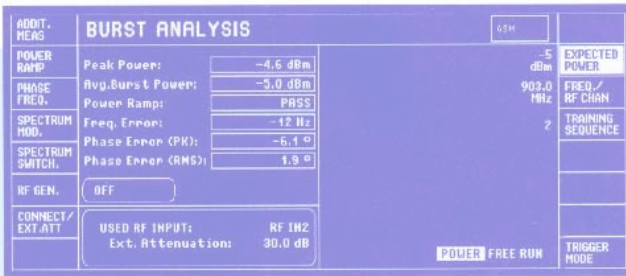 ADDIT. MEAS
BURST ANALYSIS
GSM
POWER RAMP
Peak Power: -4.6 dBm
-5 dBm
EXPECTED POWER
PHASE FREQ.
Avg.Burst Power: -5.0 dBm
903.0 MHz
FREQ./ RF CHAN
Power Ramp: PASS
SPECTRUM MOD.
Freq. Error: -12 Hz
2
TRAINING SEQUENCE
Phase Error (PK): -6.1 º
SPECTRUM SWITCH.
Phase Error (RMS): 1.9 º
RF GEN.
OFF
CONNECT/ EXT.ATT
USED RF INPUT: RF IN2
Ext. Attenuation: 30.0 dB
POWER FREE RUN
TRIGGER MODE